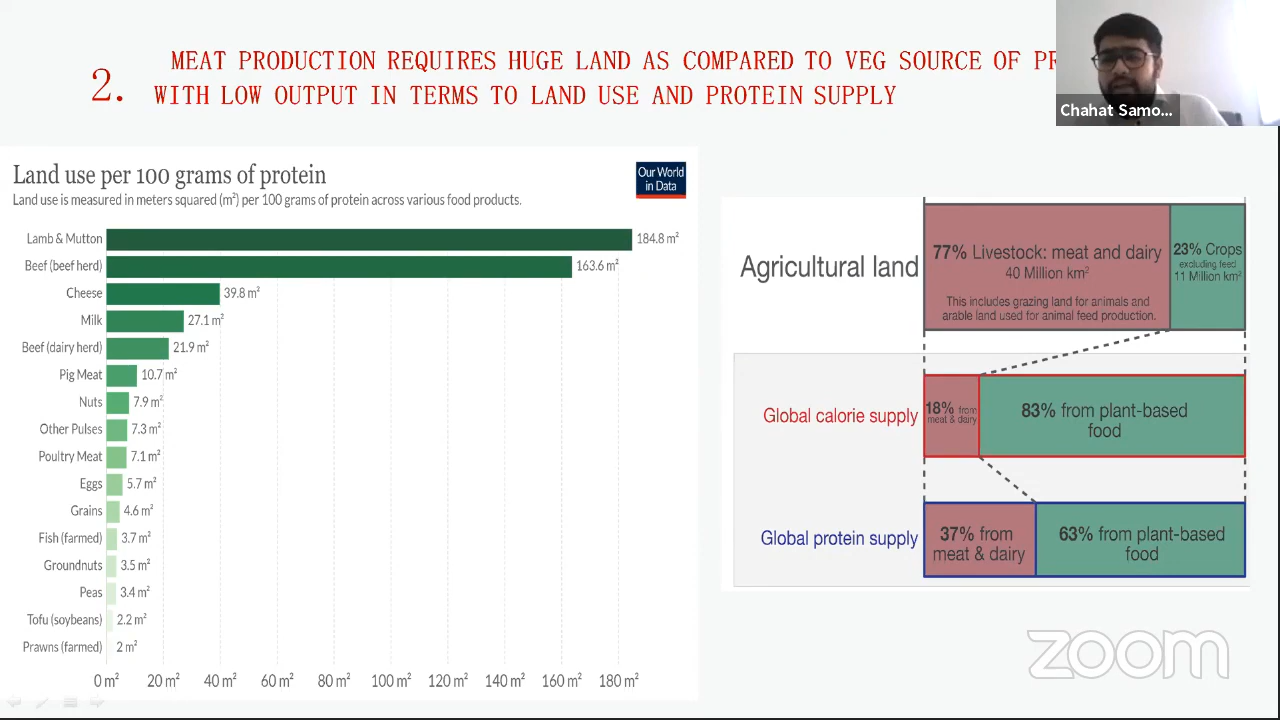 MEAT PRODUCTION REQUIRES HUGE LAND AS COMPARED TO VEG SOURCE OF
2. WITH LOW OUTPUT IN TERMS TO LAND USE AND PROTEIN SUPPLY
Chahat Samo...
Land use per 100 grams of protein
Land use is measured in meters squared (m²) per 100 grams of protein across various food products.
Our World
in Data
Lamb & Mutton 184.8 m²
Beef (beef herd) 163.6 m²
Cheese 39.8 m²
Milk 27.1 m²
Beef (dairy herd) 21.9 m²
Pig Meat 10.7 m²
Nuts 7.9 m²
Other Pulses 7.3 m²
Poultry Meat 7.1 m²
Eggs 5.7 m²
Grains 4.6 m²
Fish (farmed) 3.7 m²
Groundnuts 3.5 m²
Peas 3.4 m²
Tofu (soybeans) 2.2 m²
Prawns (farmed) 2 m²
0 m² 20 m² 40 m² 60 m² 80 m² 100 m² 120 m² 140 m² 160 m² 180 m²
Agricultural land
77% Livestock: meat and dairy
40 Million km²
This includes grazing land for animals and
arable land used for animal feed production.
23% Crops
excluding feed
11 Million km²
Global calorie supply
18% from
meat & dairy
83% from plant-based
food
Global protein supply
37% from
meat & dairy
63% from plant-based
food
zoom